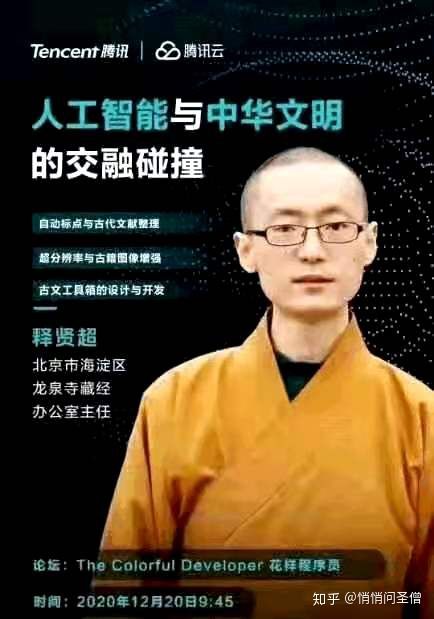 Tencent 腾讯 | 腾讯云
人工智能与中华文明
的交融碰撞
自动标点与古代文献整理
超分辨率与古籍图像增强
古文工具箱的设计与开发
释贤超
北京市海淀区
龙泉寺藏经
办公室主任
论坛：The Colorful Developer 花样程序员
时间：2020年12月20日9:45
知乎 @悄悄问圣僧